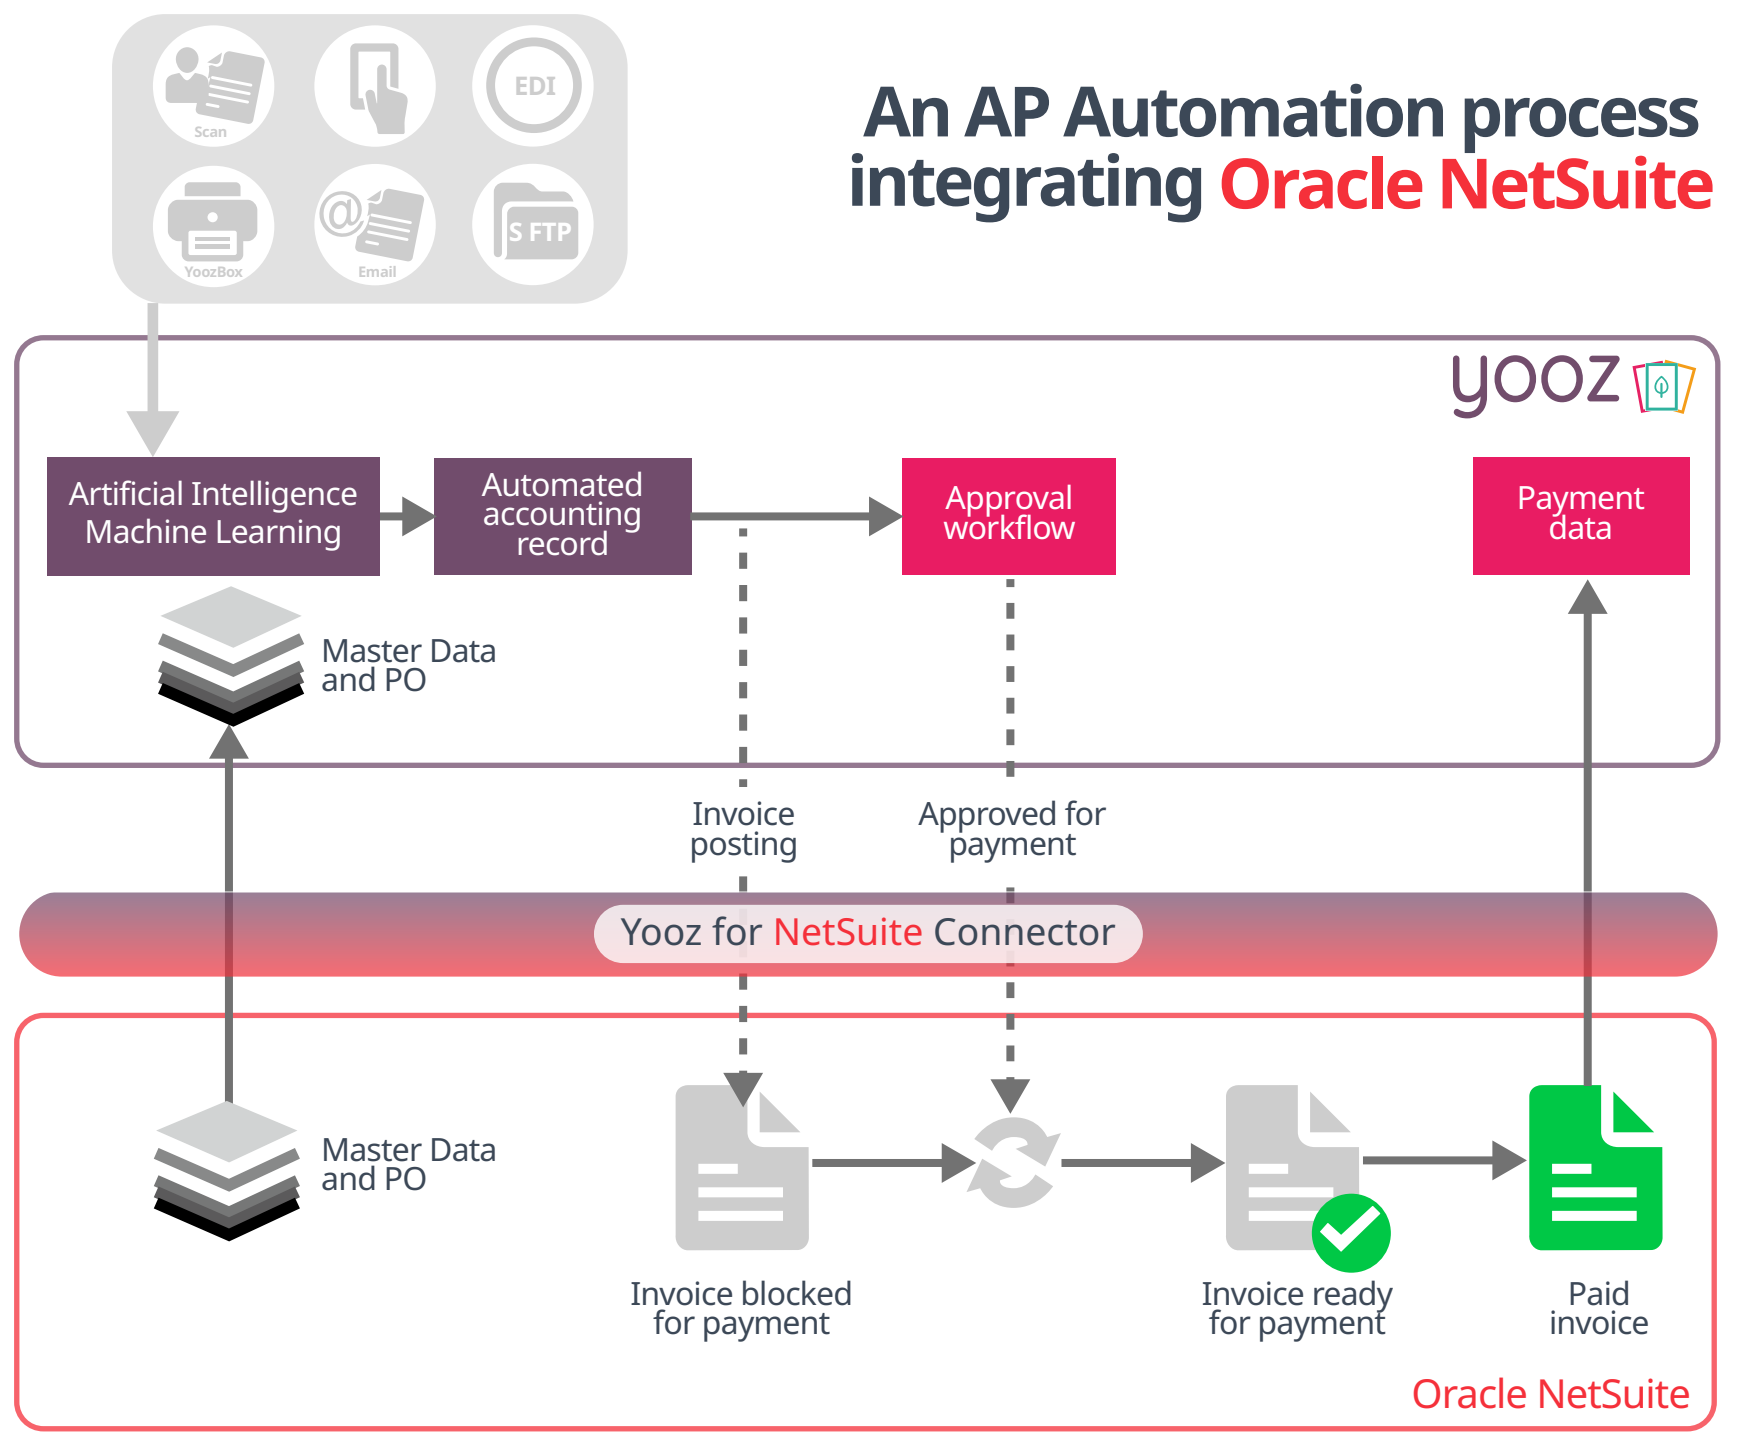 Scan
EDI
YoozBox
@
Email
S FTP
An AP Automation process
integrating Oracle NetSuite
yooz
Artificial Intelligence
Machine Learning
Automated
accounting
record
Approval
workflow
Payment
data
Master Data
and PO
Invoice
posting
Approved for
payment
Yooz for NetSuite Connector
Master Data
and PO
Invoice blocked
for payment
Invoice ready
for payment
Paid
invoice
Oracle NetSuite